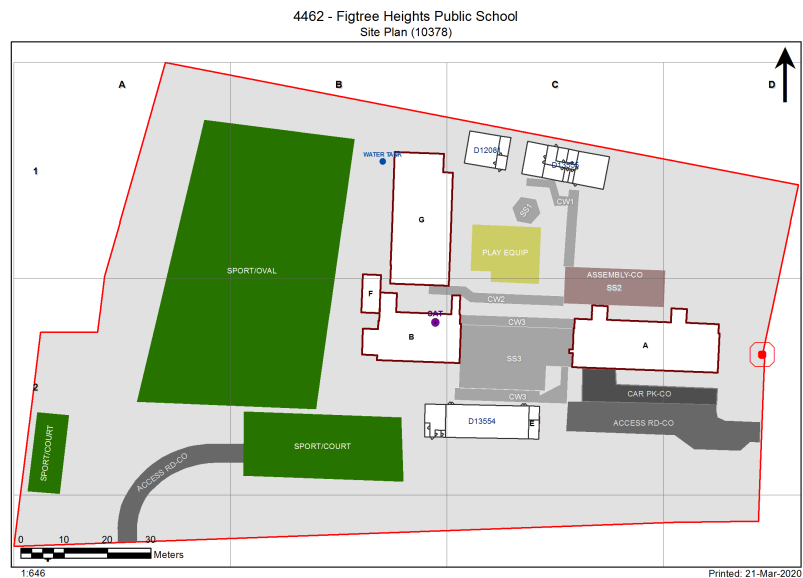 4462 - Figtree Heights Public School
Site Plan (10378)
A
B
C
D
1
WATER TANK
D1208
G
SS1
CW1
PLAY EQUIP
SPORT/OVAL
ASSEMBLY-CO
SS2
F
CW2
CW3
B
SS3
A
2
CAR PK-CO
CW3
D13554
E
ACCESS RD-CO
SPORT/COURT
SPORT/COURT
ACCESS RD-CO
0 10 20 30
Meters
1:646
Printed: 21-Mar-2020